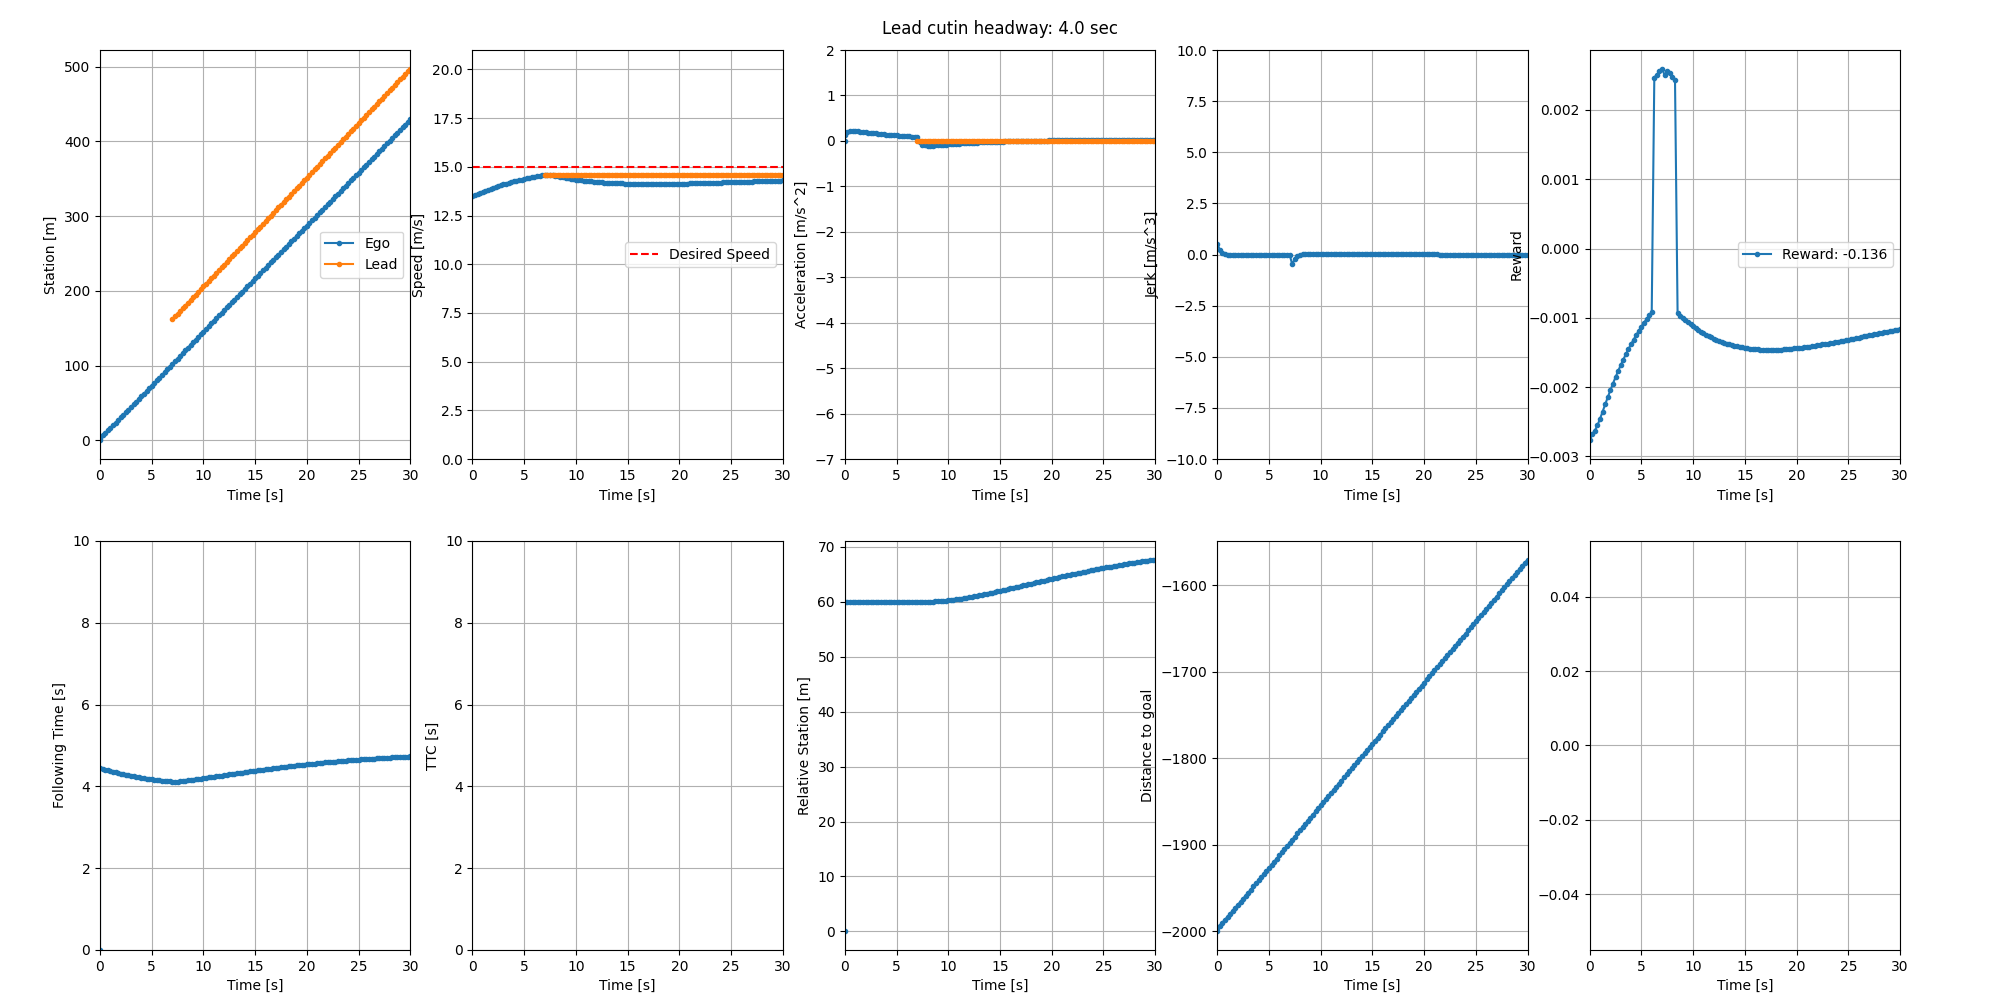 Lead cutin headway: 4.0 sec
Station [m]
500
400
300
200
100
0
0 5 10 15 20 25 30
Time [s]
Ego
Lead
Speed [m/s]
20.0
17.5
15.0
12.5
10.0
7.5
5.0
2.5
0.0
0 5 10 15 20 25 30
Time [s]
Desired Speed
Acceleration [m/s^2]
2
1
0
−1
−2
−3
−4
−5
−6
−7
0 5 10 15 20 25 30
Time [s]
Jerk [m/s^3]
10.0
7.5
5.0
2.5
0.0
−2.5
−5.0
−7.5
−10.0
0 5 10 15 20 25 30
Time [s]
Reward
0.002
0.001
0.000
−0.001
−0.002
−0.003
0 5 10 15 20 25 30
Time [s]
Reward: -0.136
Following Time [s]
10
8
6
4
2
0
0 5 10 15 20 25 30
Time [s]
TTC [s]
10
8
6
4
2
0
0 5 10 15 20 25 30
Time [s]
Relative Station [m]
70
60
50
40
30
20
10
0
0 5 10 15 20 25 30
Time [s]
Distance to goal
−1600
−1700
−1800
−1900
−2000
0 5 10 15 20 25 30
Time [s]
0.04
0.02
0.00
−0.02
−0.04
0 5 10 15 20 25 30
Time [s]